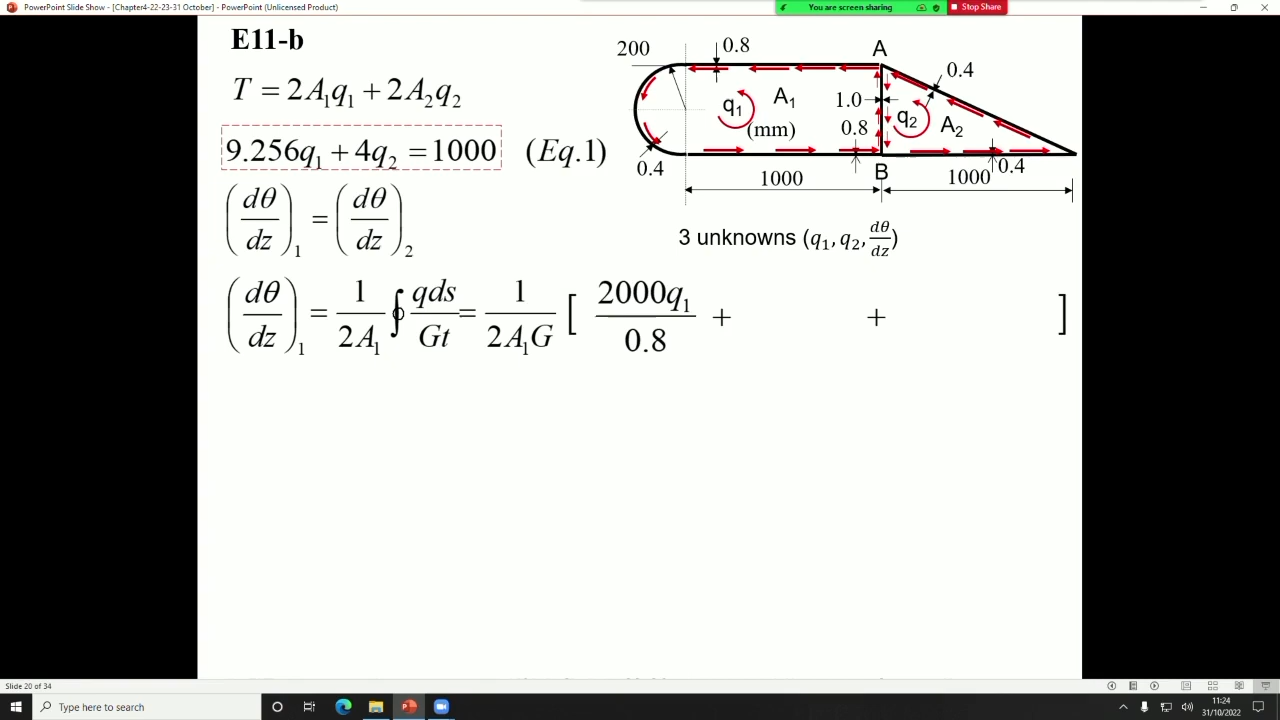 PowerPoint Slide Show - [Chapter4-22-23-31 October] - PowerPoint (Unlicensed Product)
You are screen sharing
Stop Share
E11-b
T = 2A₁q₁ + 2A₂q₂
9.256q₁ + 4q₂ = 1000 (Eq.1)
(dθ/dz)₁ = (dθ/dz)₂
(dθ/dz)₁ = 1/2A₁ ∮ qds/Gt = 1/2A₁G [ 2000q₁/0.8 + + ]
200
0.8
A
0.4
q₁
A₁
1.0
q₂
A₂
(mm)
0.8
0.4
B
0.4
1000
1000
3 unknowns (q₁, q₂, dθ/dz)
Slide 20 of 34
Type here to search
11:24
31/10/2022